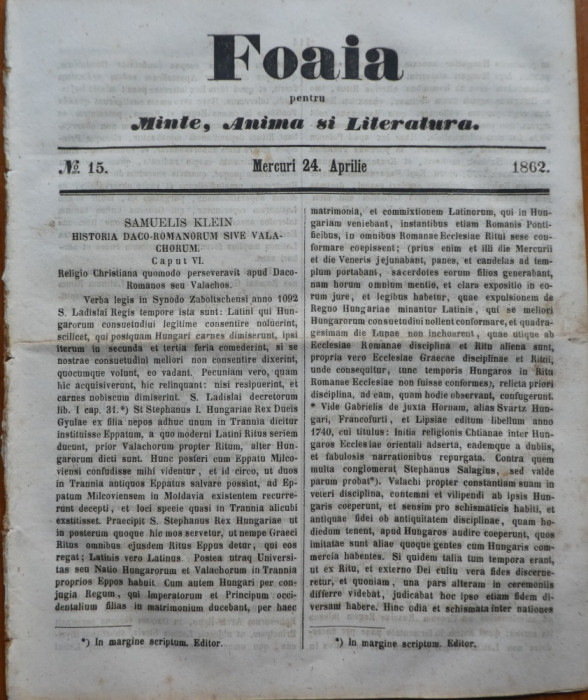 Foaia
pentru
Minte, Anima si Literatura.
No 15.
Mercuri 24. Aprilie
1862.
SAMUELIS KLEIN
HISTORIA DACO-ROMANORUM SIVE VALA-
CHORUM.
Caput VI.
Religio Christiana quomodo perseveravit apud Daco-
Romanos seu Valachos.
Verba legis in Synodo Zaboltschensi anno 1092
S. Ladislai Regis tempore ista sunt: Latini qui Hun-
garorum consuetudini legitime consentire noluerint,
scilicet, qui postquam Hungari carnes dimiserunt, ipsi
iterum in secunda et tertia feria comederint, si se
nostrae consuetudini meliori non consentire dixerint,
quocumque volunt, eo vadant. Pecuniam vero, quam
hic acquisiverunt, hic relinquant: nisi resipuerint, et
carnes nobiscum dimiserint. S. Ladislai decretorum
lib. I cap. 31.*) St Stephanus I. Hungariae Rex Ducis
Gyulae ex filia nepos adhuc unum in Trannia dicitur
instituisse Eppatum, a quo moderni Latini Ritus seriem
ducunt, prior Valachorum propter Ritum, alter Hun-
garorum dicti sunt. Hunc posferi cum Eppatu Milco-
viensi confudisse mihi videntur, et id circo, ut duos
in Trannia antiquos Eppatus salvare possint, ad Ep-
patum Milcoviensem in Moldavia existentem recurre-
runt decepti, et loci specie quasi in Trannia alicubi
exstitisset. Praecipit S. Stephanus Rex Hungariae ut
in posterum quoque hic mos servetur, ut nempe Graeci
Ritus omnibus ejusdem Ritus Eppus detur, qui eos
regat; Latinis vero Latinus. Postea utraq Universi-
tas seu Natio Hungarorum et Valachorum in Trannia
proprios Eppos habuit. Cum autem Hungari per con-
jugia Regum, qui Imperatorum et Principum occi-
dentalium filias in matrimonium ducebant, per haec
*) In margine scriptum. Editor.
matrimonia, et commixtionem Latinorum, qui in Hun-
gariam veniebant, instantibus etiam Romanis Ponti-
ficibus, in omnibus Romanae Ecclesiae Ritui sese con-
formare coepissent; (prius enim et illi die Mercurii
et die Veneris jejunabant, panes, et candelas ad tem-
plum portabant, sacerdotes eorum filios generabant,
nam horum omnium mentio, et clara expositio in eo-
rum jure, et legibus habetur, quae expulsionem de
Regno Hungariae minantur Latinis, qui se meliori
Hungarorum consuetudini nollent conformare, et quadra-
gesimam die Lunae non inchoarent, quae utique ab
Ecclesiae Romanae disciplina et Ritu aliena sunt,
propria vero Ecclesiae Graecae disciplinae et Ritui,
unde consequitur, tunc temporis Hungaros in Ritu
Romanae Ecclesiae non fuisse conformes), relicta priori
disciplina, ad eam, quam hodie observant, confugerunt.
* Vide Gabrielis de juxta Hornam, alias Svartz Hun-
gari, Francofurti, et Lipsiae editum libellum anno
1740, cui titulus: Initia religionis Chtianae inter Hun-
garos Ecclesiae orientali adserta, eademque a dubiis,
et fabulosis narrationibus repurgata. Contra quem
multa conglomerat Stephanus Salagius, sed valde
parum probat*). Valachi propter constantiam suam in
veieri disciplina, contemni et vilipendi ab ipsis Hun-
garis coeperunt, et sensim pro schismaticis habiti, et
antiquae fidei ob antiquitatem disciplinae, quam ho-
diedum tenent, apud Hungaros audire coeperunt, quos
imitatae sunt aliae quoque gentes cum Hungaris com-
mercia habentes. Si quidem talia tum tempora erant,
ut ex Ritu, et externo Dei cultu vera fides discerne-
retur, et quoniam, una pars alteram in ceremoniis
differre videbat, judicabat hoc ipso etiam fidem di-
versam habere. Hinc odia et schismata inter nationes
*) In margine scriptum. Editor.